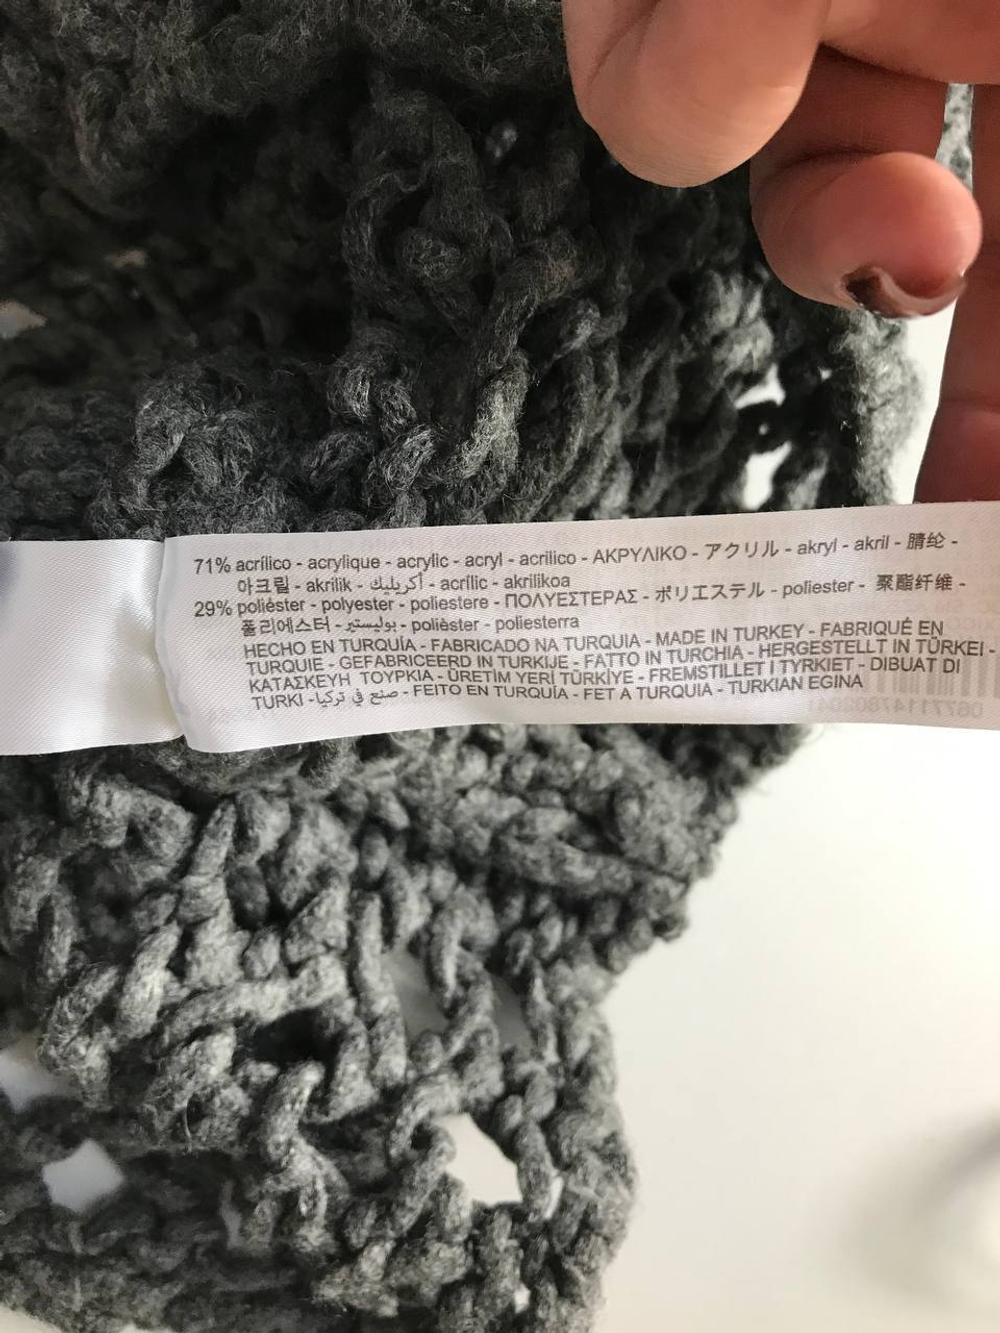 71% acrílico - acrylique - acrylic - acryl - acrilico - ΑΚΡΥΛΙΚΟ - アクリル - akryl - akril - 腈纶 -
아크릴 - akrilik - أكريليك - acrílic - akrilikoa
29% poliéster - polyester - poliestere - ΠΟΛΥΕΣΤΕΡΑΣ - ポリエステル - poliester - 聚酯纤维 -
폴리에스터 - بوليستير - polièster - poliesterra
HECHO EN TURQUÍA - FABRICADO NA TURQUIA - MADE IN TURKEY - FABRIQUÉ EN
TURQUIE - GEFABRICEERD IN TURKIJE - FATTO IN TURCHIA - HERGESTELLT IN TÜRKEI -
ΚΑΤΑΣΚΕΥΗ ΤΟΥΡΚΙΑ - ÜRETİM YERİ TÜRKİYE - FREMSTILLET I TYRKIET - DIBUAT DI
TURKI - صنع في تركيا - FEITO EN TURQUÍA - FET A TURQUIA - TURKIAN EGINA